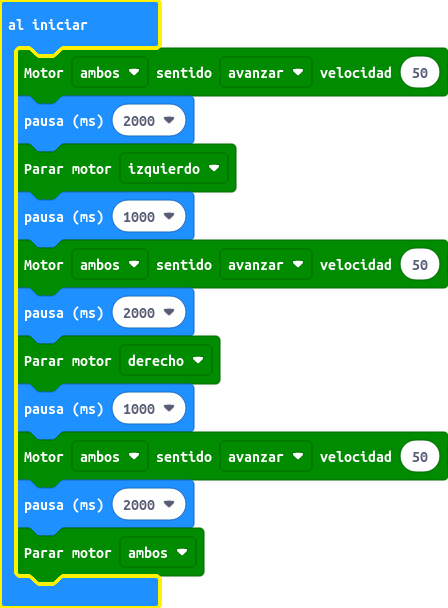 al iniciar
Motor ambos sentido avanzar velocidad 50
pausa (ms) 2000
Parar motor izquierdo
pausa (ms) 1000
Motor ambos sentido avanzar velocidad 50
pausa (ms) 2000
Parar motor derecho
pausa (ms) 1000
Motor ambos sentido avanzar velocidad 50
pausa (ms) 2000
Parar motor ambos